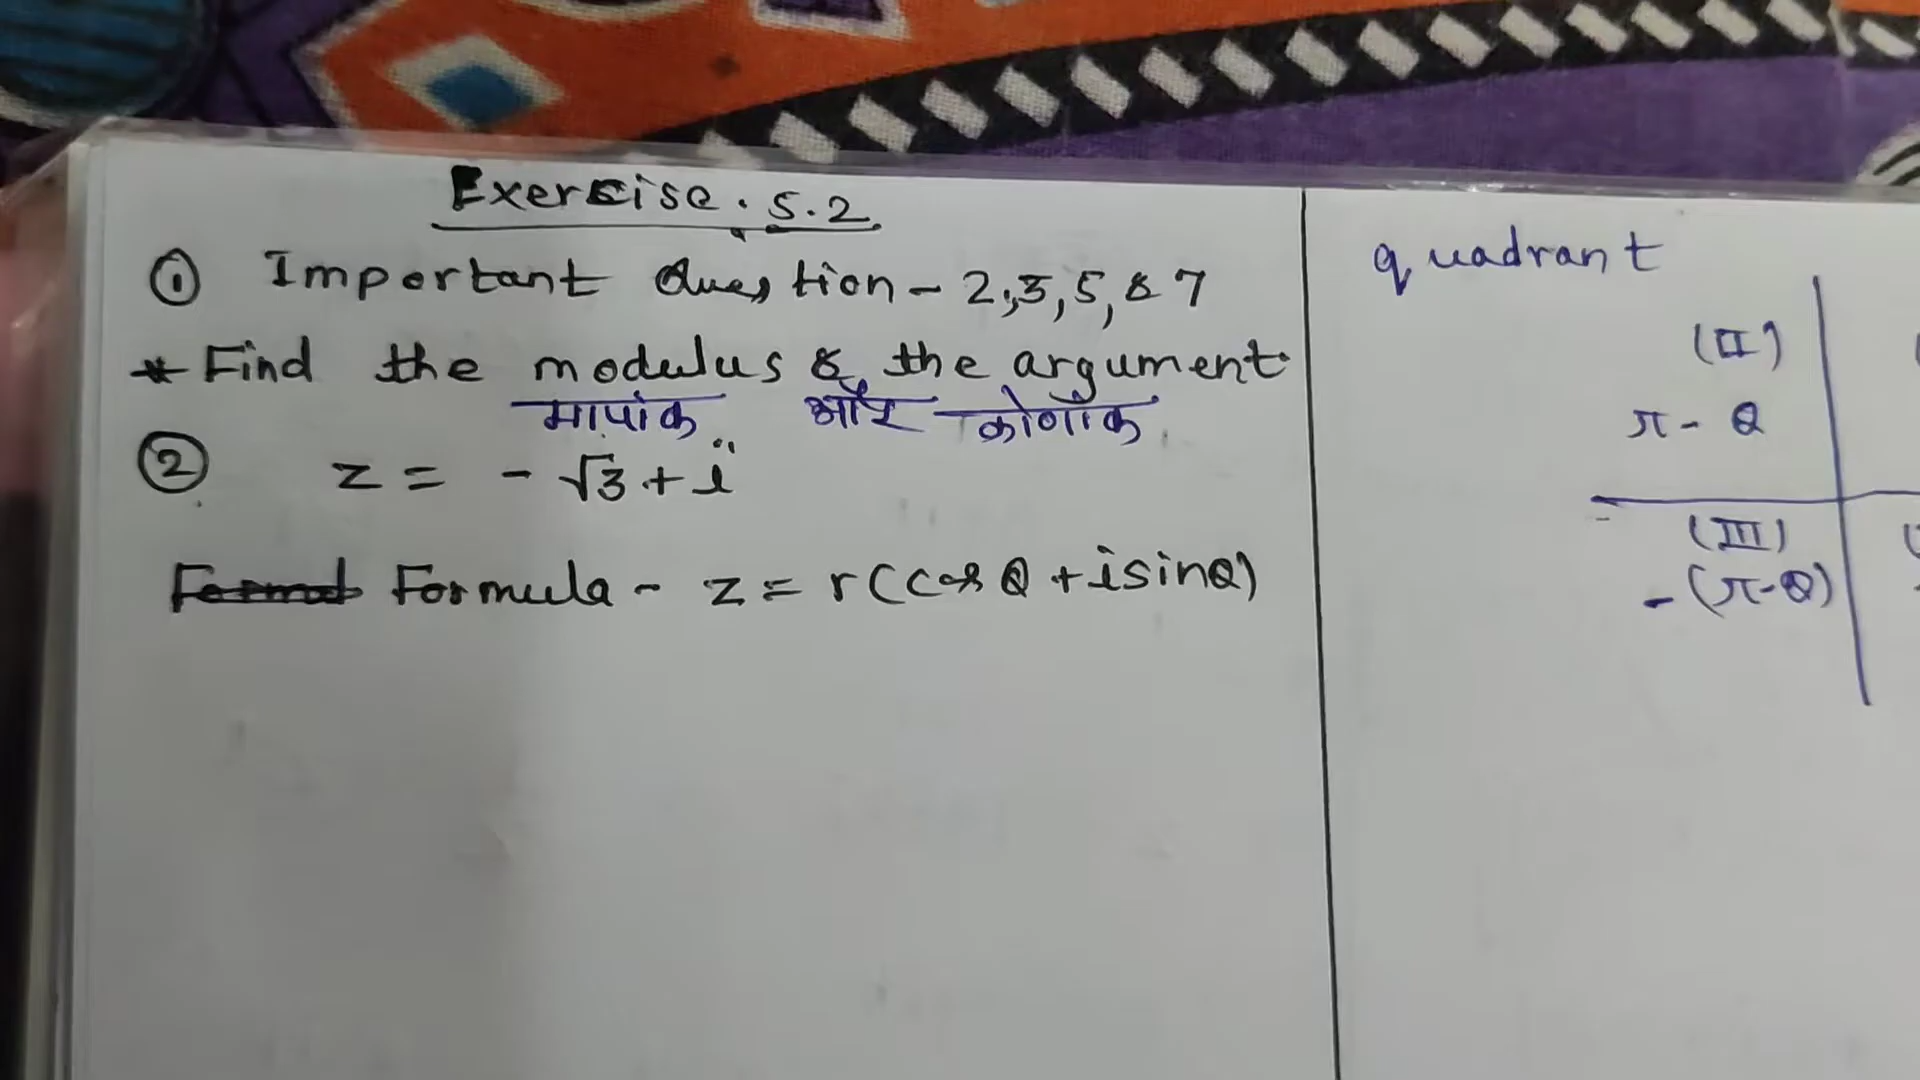 Exercise. 5.2
① Important Question - 2,3,5,& 7
* Find the modulus & the argument.
मापांक और कोणांक
② z = - √3 + i
Formula - z = r(cosθ + isinθ)
quadrant
(II)
π - θ
(III)
- (π-θ)